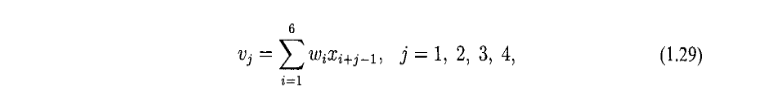 v_j = \sum_{i=1}^{6} w_i x_{i+j-1}, j = 1, 2, 3, 4, (1.29)